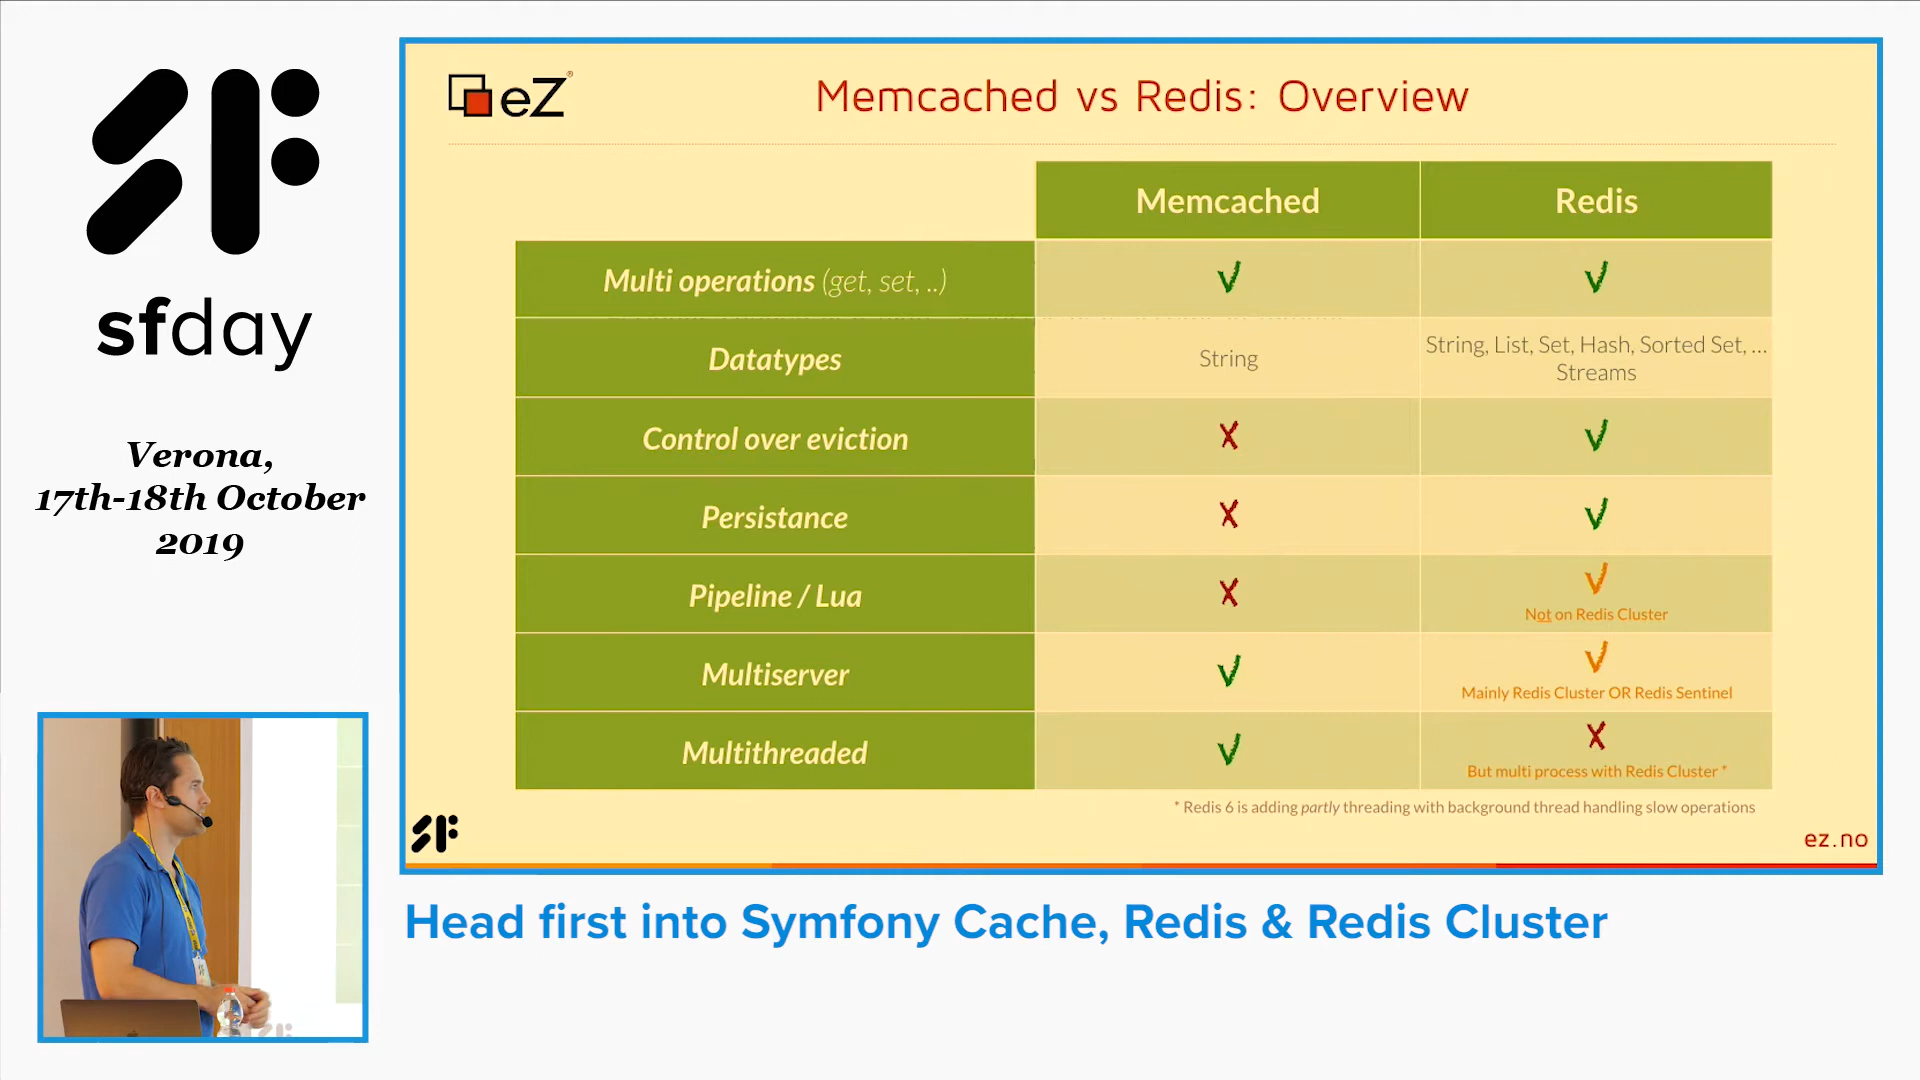 sfday
Verona,
17th-18th October
2019
eZ®
Memcached vs Redis: Overview
Memcached Redis
Multi operations (get, set, ..)
Datatypes String String, List, Set, Hash, Sorted Set, ...
Streams
Control over eviction
Persistance
Pipeline / Lua
Not on Redis Cluster
Multiserver
Mainly Redis Cluster OR Redis Sentinel
Multithreaded
But multi process with Redis Cluster *
* Redis 6 is adding partly threading with background thread handling slow operations
ez.no
Head first into Symfony Cache, Redis & Redis Cluster